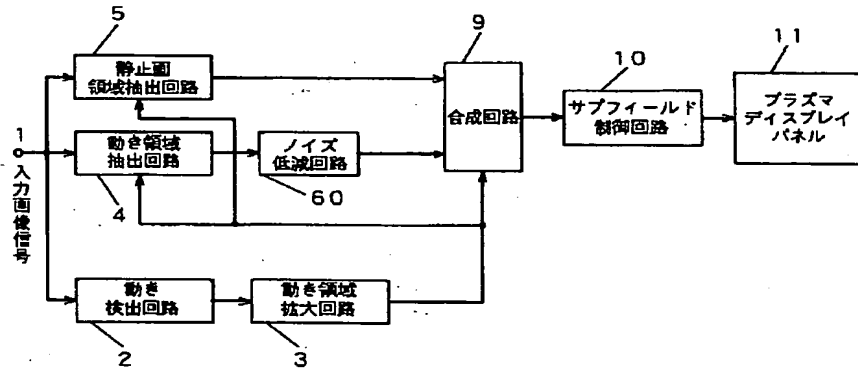 5
静止画
領域抽出回路
9
合成回路
10
サブフィールド
制御回路
11
プラズマ
ディスプレイ
パネル
1
入力画像信号
動き領域
抽出回路
4
ノイズ
低減回路
60
動き
検出回路
2
動き領域
拡大回路
3